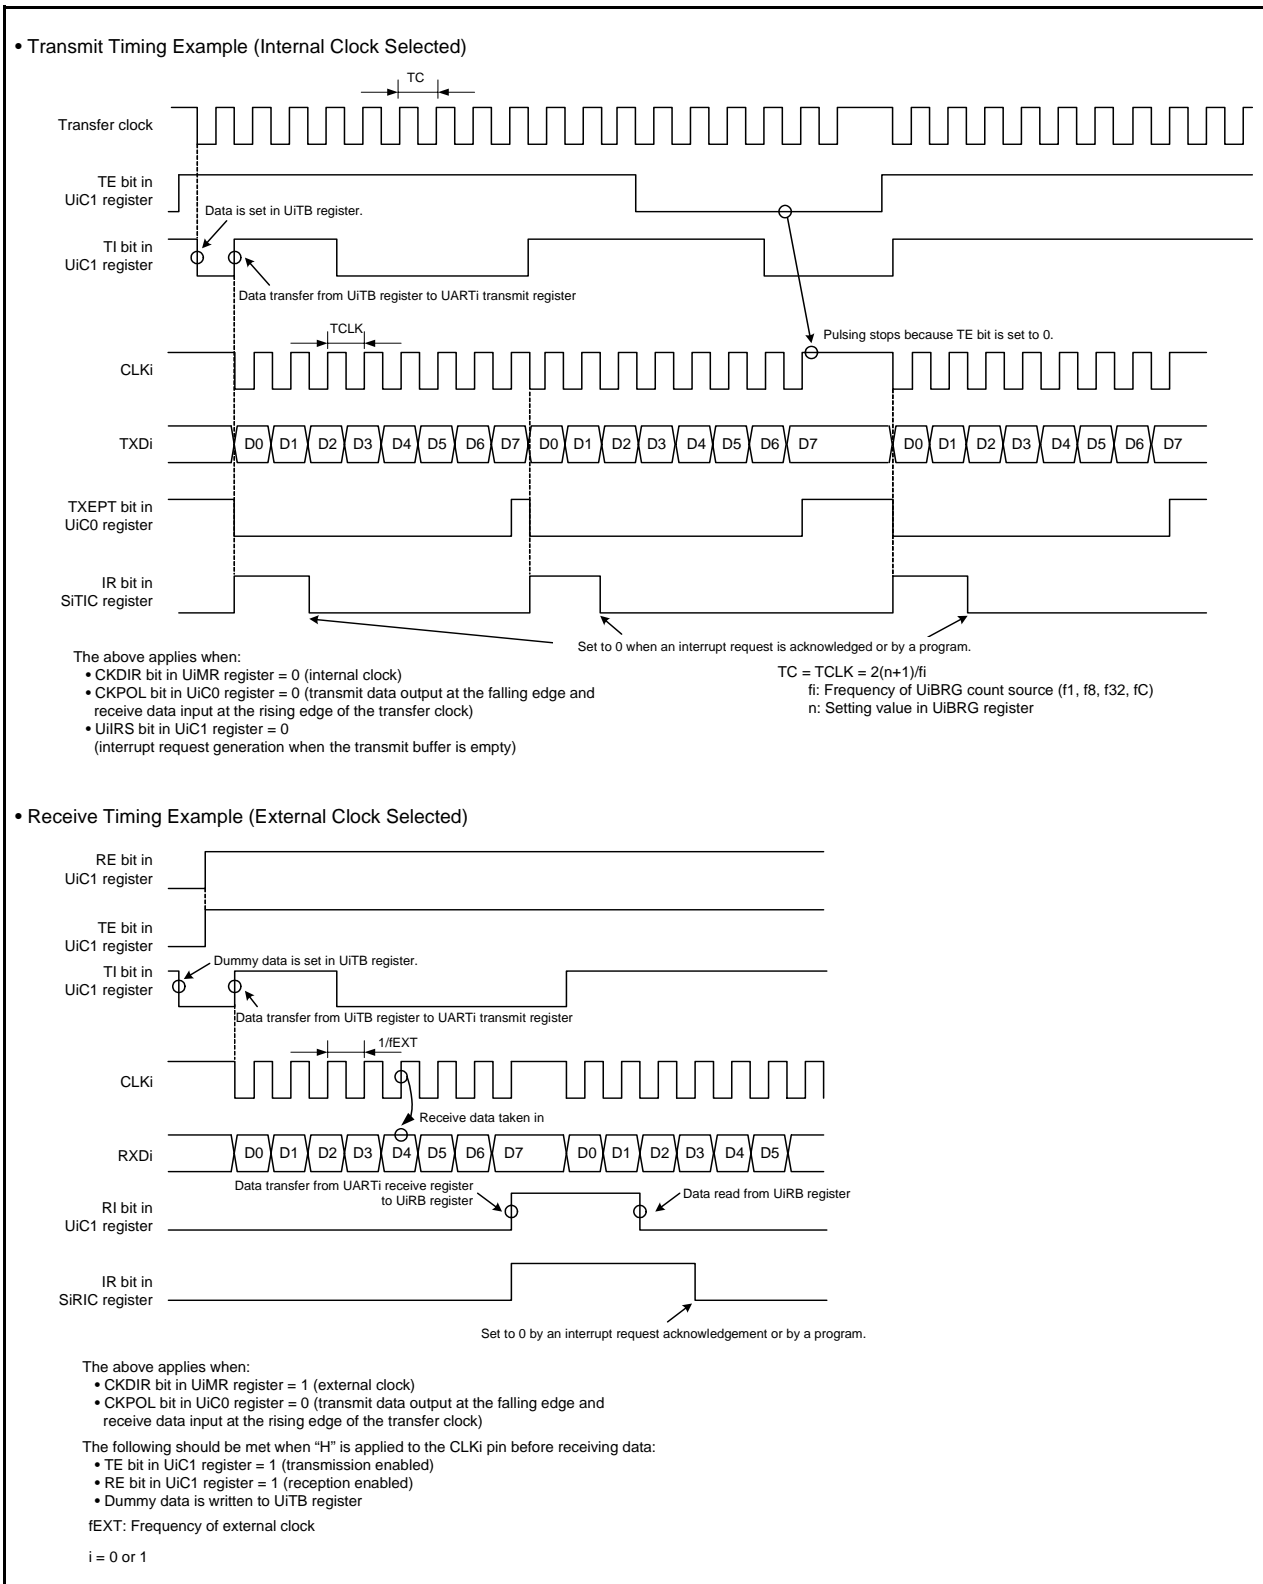 • Transmit Timing Example (Internal Clock Selected)
TC
Transfer clock
TE bit in
UiC1 register
Data is set in UiTB register.
TI bit in
UiC1 register
Data transfer from UiTB register to UARTi transmit register
TCLK
Pulsing stops because TE bit is set to 0.
CLKi
TXDi
D0 D1 D2 D3 D4 D5 D6 D7 D0 D1 D2 D3 D4 D5 D6 D7 D0 D1 D2 D3 D4 D5 D6 D7
TXEPT bit in
UiC0 register
IR bit in
SiTIC register
Set to 0 when an interrupt request is acknowledged or by a program.
The above applies when:
• CKDIR bit in UiMR register = 0 (internal clock)
• CKPOL bit in UiC0 register = 0 (transmit data output at the falling edge and
receive data input at the rising edge of the transfer clock)
• UiIRS bit in UiC1 register = 0
(interrupt request generation when the transmit buffer is empty)
TC = TCLK = 2(n+1)/fi
fi: Frequency of UiBRG count source (f1, f8, f32, fC)
n: Setting value in UiBRG register
• Receive Timing Example (External Clock Selected)
RE bit in
UiC1 register
TE bit in
UiC1 register
Dummy data is set in UiTB register.
TI bit in
UiC1 register
Data transfer from UiTB register to UARTi transmit register
1/fEXT
CLKi
Receive data taken in
RXDi
D0 D1 D2 D3 D4 D5 D6 D7 D0 D1 D2 D3 D4 D5
Data transfer from UARTi receive register
to UiRB register
Data read from UiRB register
RI bit in
UiC1 register
IR bit in
SiRIC register
Set to 0 by an interrupt request acknowledgement or by a program.
The above applies when:
• CKDIR bit in UiMR register = 1 (external clock)
• CKPOL bit in UiC0 register = 0 (transmit data output at the falling edge and
receive data input at the rising edge of the transfer clock)
The following should be met when “H” is applied to the CLKi pin before receiving data:
• TE bit in UiC1 register = 1 (transmission enabled)
• RE bit in UiC1 register = 1 (reception enabled)
• Dummy data is written to UiTB register
fEXT: Frequency of external clock
i = 0 or 1